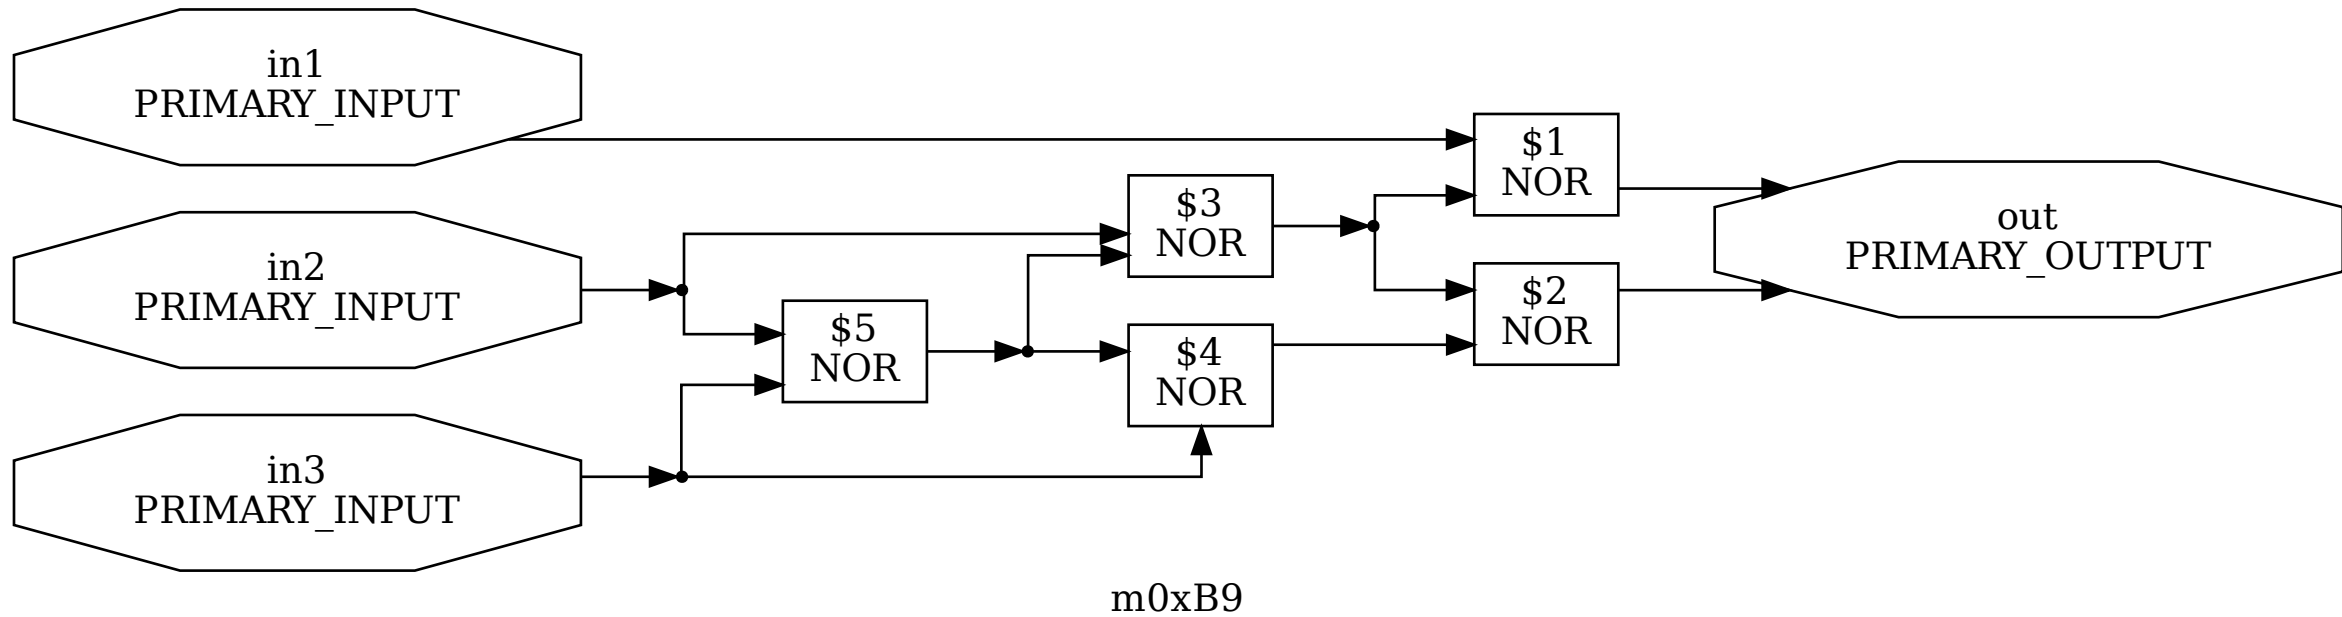 in1
PRIMARY_INPUT
in2
PRIMARY_INPUT
in3
PRIMARY_INPUT
$5
NOR
$3
NOR
$4
NOR
$1
NOR
$2
NOR
out
PRIMARY_OUTPUT
m0xB9